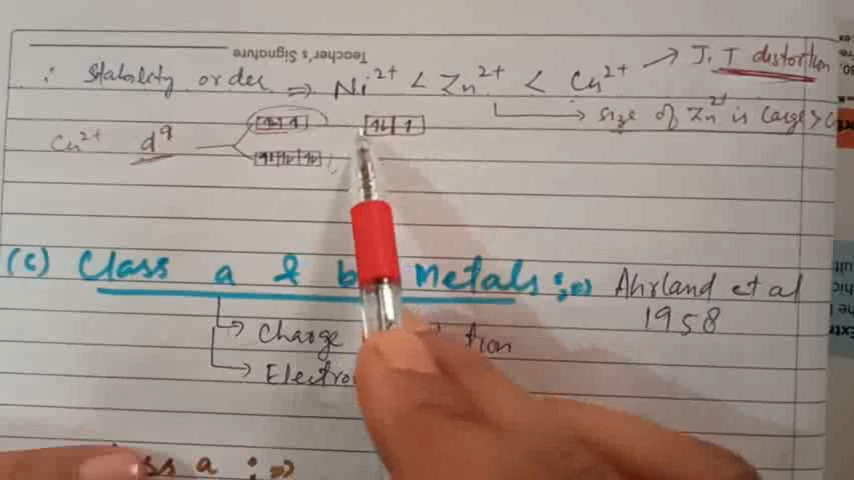 Teacher's Signature
∴ Stability order ⇒ Ni2+ < Zn2+ < Cu2+ → J. T distortion
→ size of Zn2+ is large >
Cu2+ d9
(c) Class a & b Metals :⇒ Ahrland et al
1958
→ Charge
→ Electro
ss a :⇒